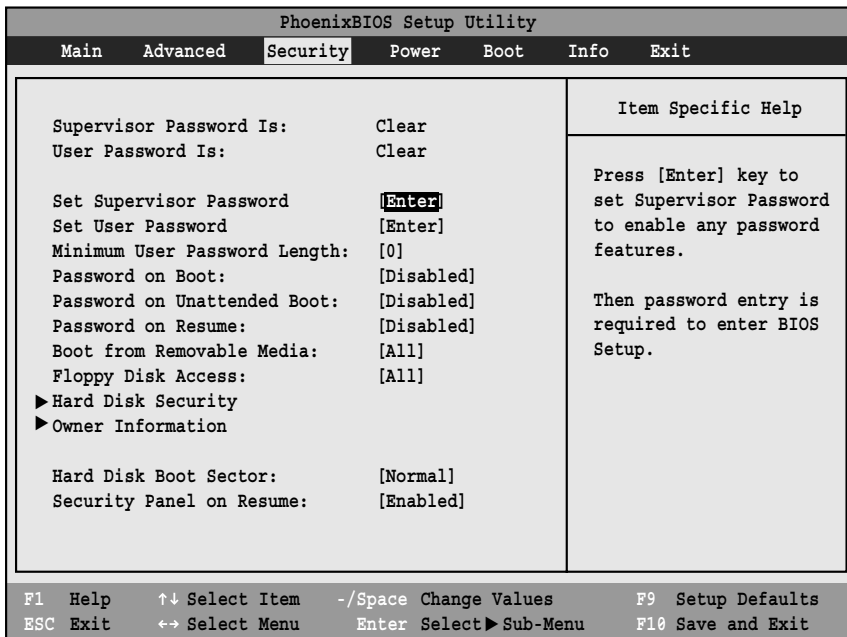 PhoenixBIOS Setup Utility
Main Advanced Security Power Boot Info Exit
Supervisor Password Is: Clear
User Password Is: Clear
Set Supervisor Password [Enter]
Set User Password [Enter]
Minimum User Password Length: [0]
Password on Boot: [Disabled]
Password on Unattended Boot: [Disabled]
Password on Resume: [Disabled]
Boot from Removable Media: [All]
Floppy Disk Access: [All]
▶Hard Disk Security
▶Owner Information
Hard Disk Boot Sector: [Normal]
Security Panel on Resume: [Enabled]
Item Specific Help
Press [Enter] key to
set Supervisor Password
to enable any password
features.
Then password entry is
required to enter BIOS
Setup.
F1 Help ↑↓ Select Item -/Space Change Values F9 Setup Defaults
ESC Exit ←→ Select Menu Enter Select▶Sub-Menu F10 Save and Exit